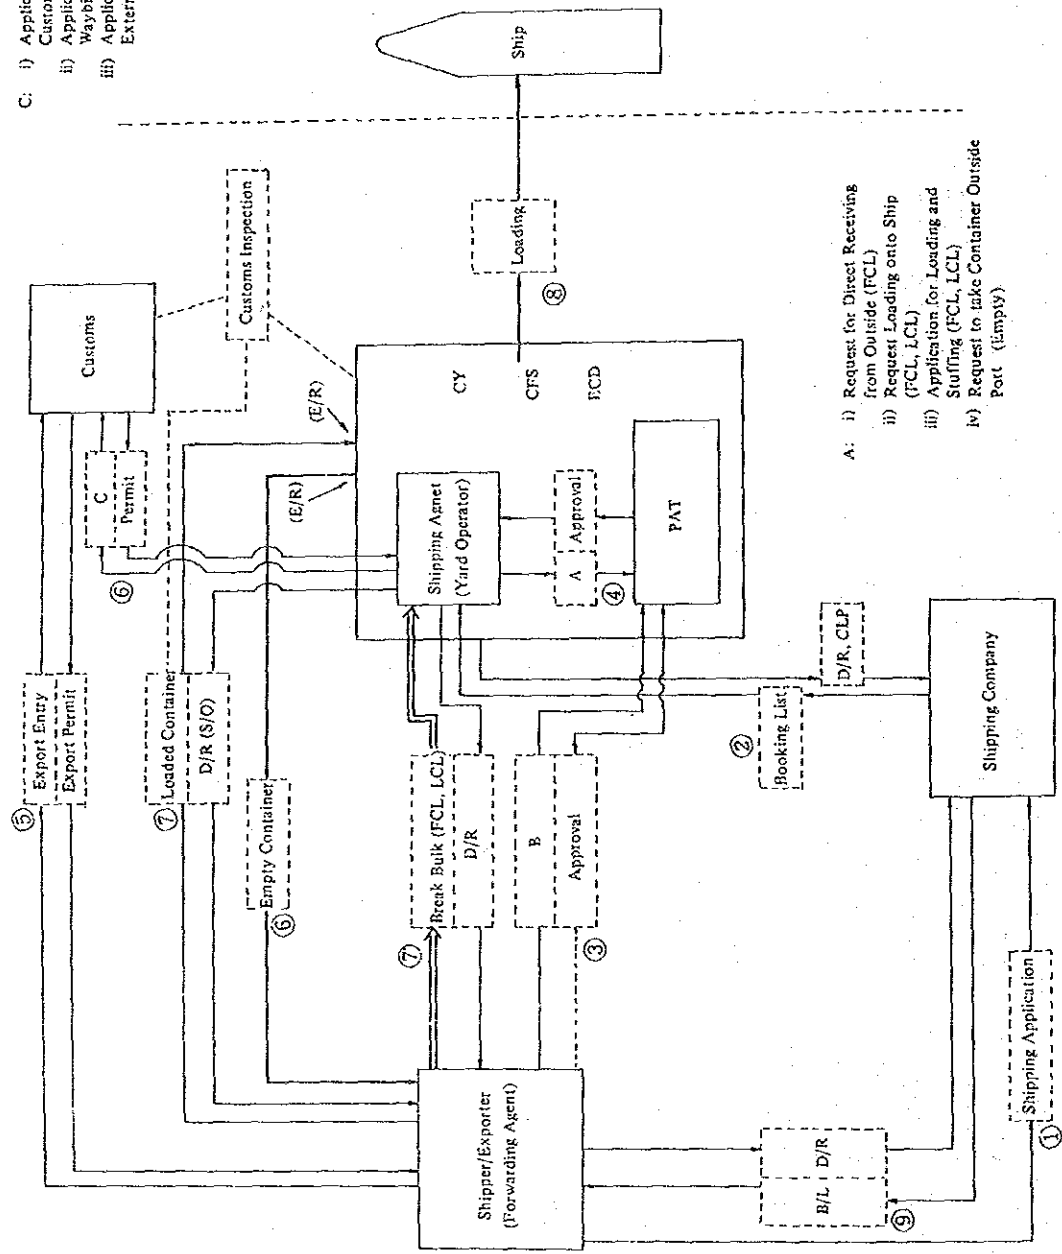 C: i) Applic
Custom
ii) Applic
Waybi
iii) Applic
Extern
Ship
Customs
Customs Inspection
Loading
⑧
C
Permit
⑥
(E/R)
(E/R)
CY
CFS
ECD
Shipping Agnet
(Yard Operator)
A
Approval
④
PAT
A: i) Request for Direct Receiving
from Outside (FCL)
ii) Request Loading onto Ship
(FCL, LCL)
iii) Application for Loading and
Stuffing (FCL, LCL)
iv) Request to take Container Outside
Port (Empty)
⑤
Export Entry
Export Permit
⑦
Loaded Container
D/R (S/O)
Empty Container
⑥
Break Bulk (FCL, LCL)
D/R
⑦
B
Approval
③
②
Booking List
D/R, CLP
Shipping Company
Shipper/Exporter
(Forwarding Agent)
B/L
D/R
⑨
Shipping Application
①